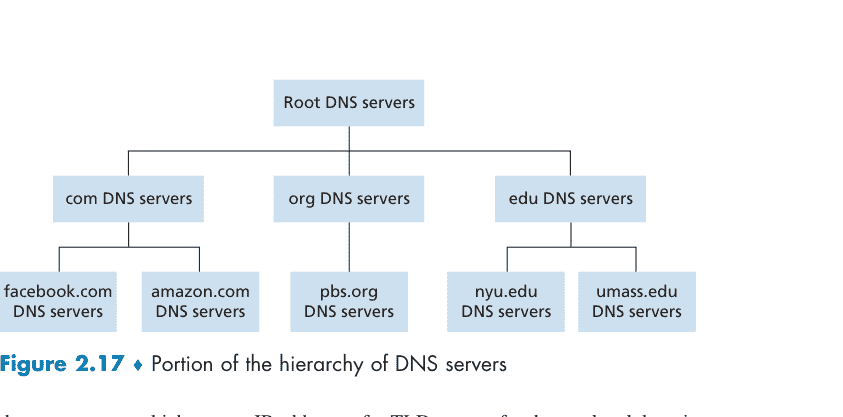 Root DNS servers
com DNS servers
org DNS servers
edu DNS servers
facebook.com
DNS servers
amazon.com
DNS servers
pbs.org
DNS servers
nyu.edu
DNS servers
umass.edu
DNS servers
Figure 2.17 ♦ Portion of the hierarchy of DNS servers